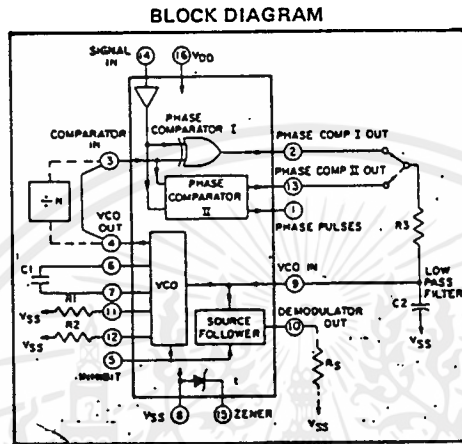 BLOCK DIAGRAM
SIGNAL IN
14
16
VDD
PHASE COMPARATOR I
COMPARATOR IN
3
2
PHASE COMP I OUT
13
PHASE COMP II OUT
PHASE COMPARATOR II
1
PHASE PULSES
÷ N
VCO OUT
4
R3
C1
6
7
VCO
VCO IN
9
LOW PASS FILTER
C2
VSS
VSS
R1
11
VSS
R2
12
SOURCE FOLLOWER
DEMODULATOR OUT
10
RS
VSS
5
INHIBIT
VSS
8
15
ZENER